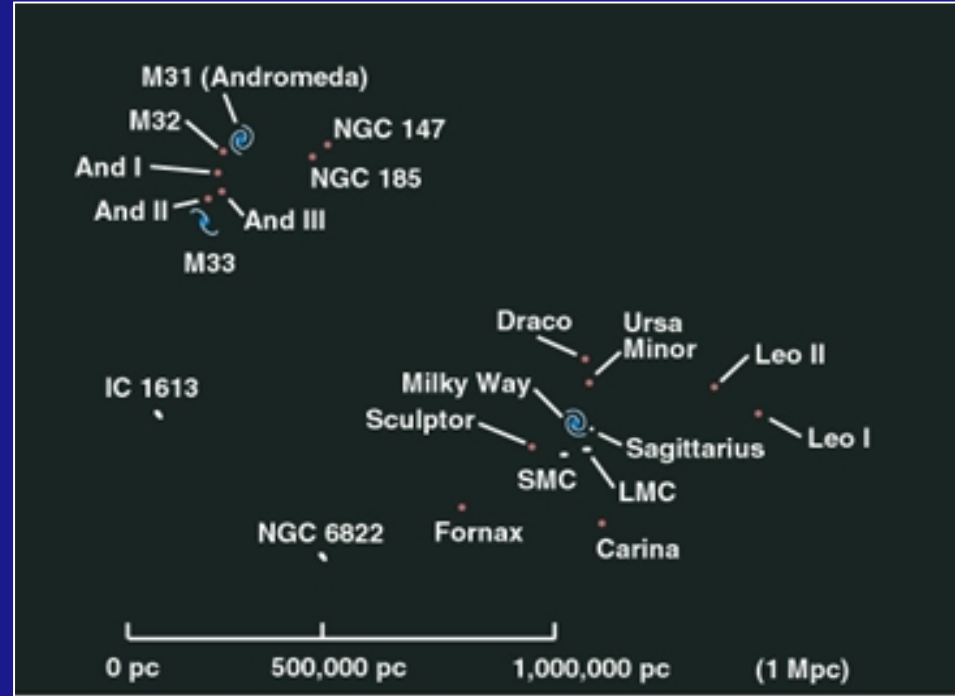 M31 (Andromeda)
M32
NGC 147
And I
NGC 185
And II
And III
M33
Draco
Ursa
Minor
Leo II
IC 1613
Milky Way
Sculptor
Leo I
Sagittarius
SMC
LMC
NGC 6822
Fornax
Carina
0 pc
500,000 pc
1,000,000 pc
(1 Mpc)